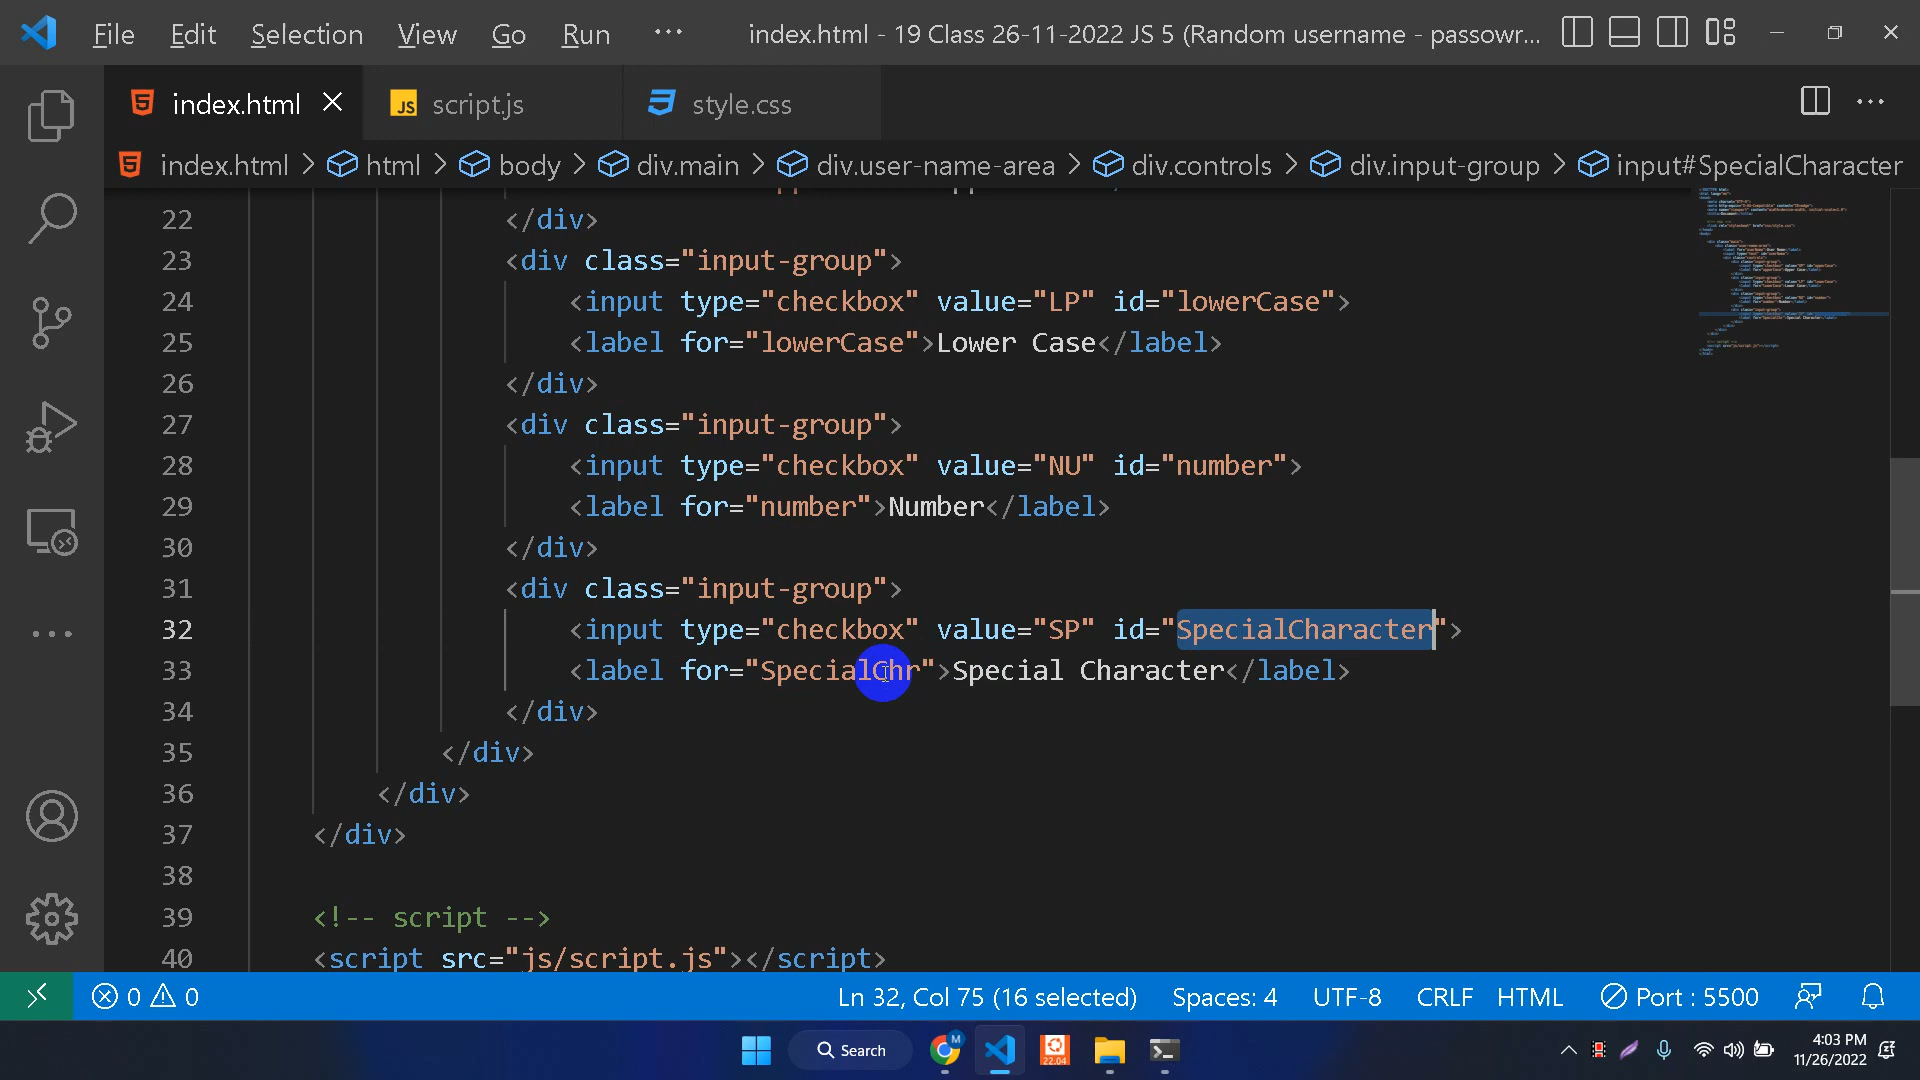 File Edit Selection View Go Run ··· index.html - 19 Class 26-11-2022 JS 5 (Random username - passowr...
index.html JS script.js style.css
index.html > html > body > div.main > div.user-name-area > div.controls > div.input-group > input#SpecialCharacter
22 </div>
23 <div class="input-group">
24 <input type="checkbox" value="LP" id="lowerCase">
25 <label for="lowerCase">Lower Case</label>
26 </div>
27 <div class="input-group">
28 <input type="checkbox" value="NU" id="number">
29 <label for="number">Number</label>
30 </div>
31 <div class="input-group">
32 <input type="checkbox" value="SP" id="SpecialCharacter">
33 <label for="SpecialChr">Special Character</label>
34 </div>
35 </div>
36 </div>
37 </div>
38
39 <!-- script -->
40 <script src="js/script.js"></script>
0 0 Ln 32, Col 75 (16 selected) Spaces: 4 UTF-8 CRLF HTML Port : 5500
Search M 22.04 4:03 PM
11/26/2022